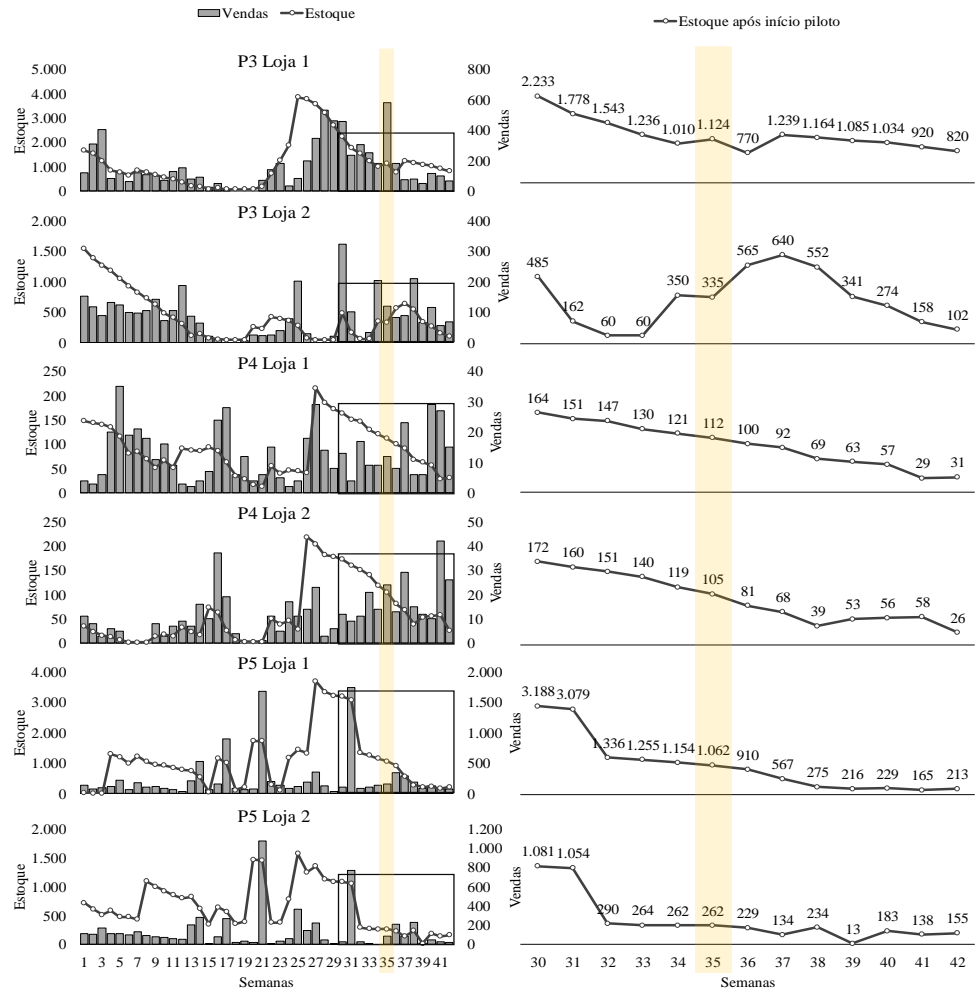 Vendas Estoque
Estoque após início piloto
P3 Loja 1
5.000
4.000
3.000
2.000
1.000
0
Estoque
800
600
400
200
0
Vendas
2.233 1.778 1.543 1.236 1.010 1.124 770 1.239 1.164 1.085 1.034 920 820
P3 Loja 2
2.000
1.500
1.000
500
0
Estoque
400
300
200
100
0
Vendas
485 162 60 60 350 335 565 640 552 341 274 158 102
P4 Loja 1
250
200
150
100
50
0
Estoque
40
30
20
10
0
Vendas
164 151 147 130 121 112 100 92 69 63 57 29 31
P4 Loja 2
250
200
150
100
50
0
Estoque
50
40
30
20
10
0
Vendas
172 160 151 140 119 105 81 68 39 53 56 58 26
P5 Loja 1
4.000
3.000
2.000
1.000
0
Estoque
2.000
1.500
1.000
500
0
Vendas
3.188 3.079 1.336 1.255 1.154 1.062 910 567 275 216 229 165 213
P5 Loja 2
2.000
1.500
1.000
500
0
Estoque
1.200
1.000
800
600
400
200
0
Vendas
1.081 1.054 290 264 262 262 229 134 234 13 183 138 155
1 3 5 7 9 11 13 15 17 19 21 23 25 27 29 31 33 35 37 39 41
Semanas
30 31 32 33 34 35 36 37 38 39 40 41 42
Semanas